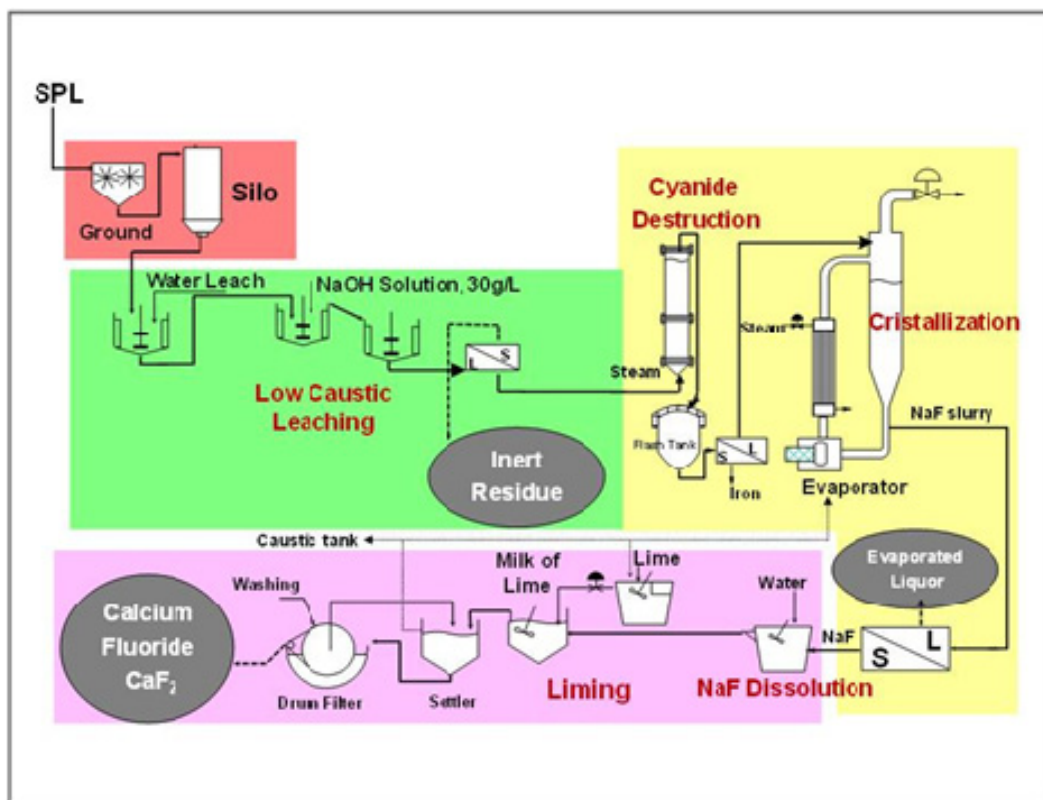 SPL
Ground
Silo
Water Leach
NaOH Solution, 30g/L
Low Caustic
Leaching
L
S
Inert
Residue
Cyanide
Destruction
Steam
Flash Tank
S
L
Iron
Steam
Cristallization
NaF slurry
Evaporator
Evaporated
Liquor
S
L
NaF
Water
NaF Dissolution
Caustic tank
Milk of
Lime
Lime
Liming
Settler
Washing
Drum Filter
Calcium
Fluoride
CaF₂